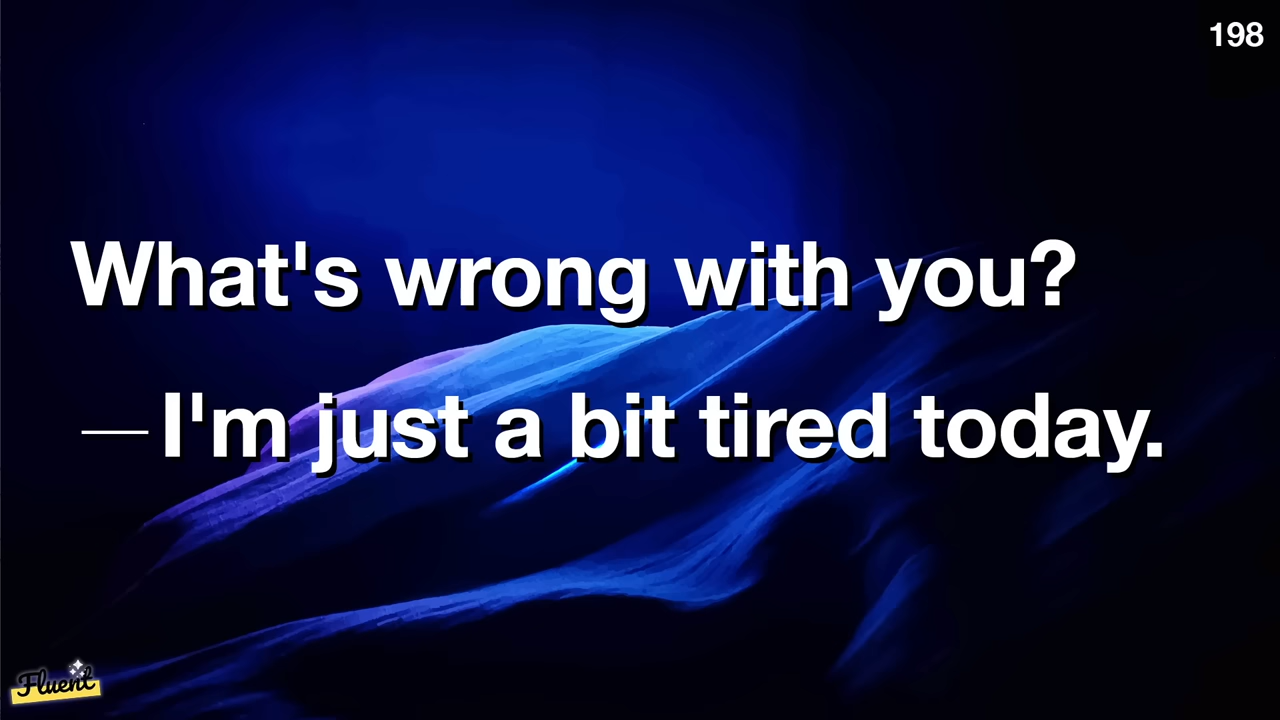 198
What's wrong with you?
— I'm just a bit tired today.
Fluent